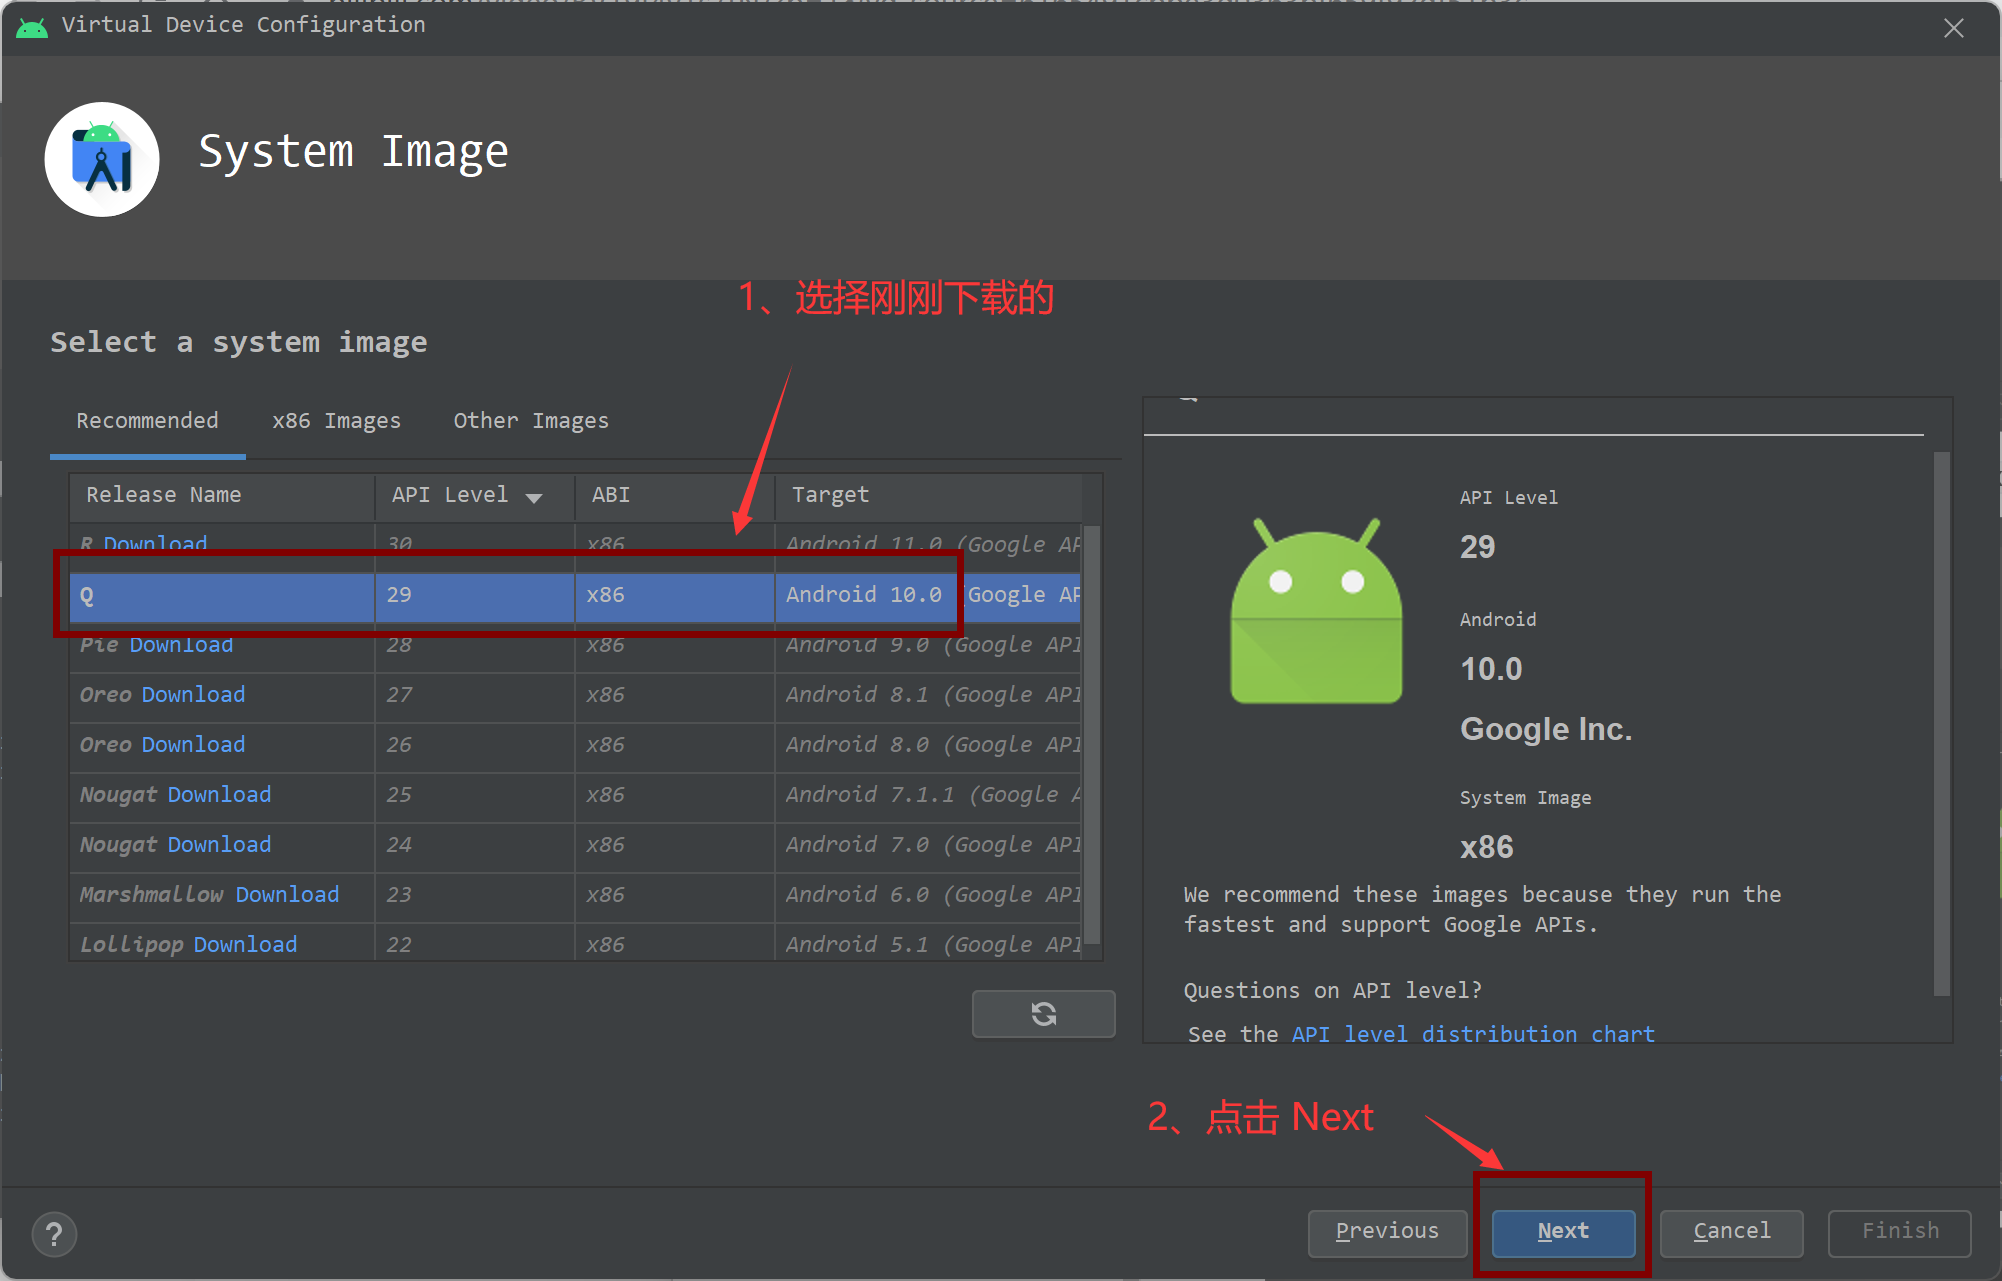 Virtual Device Configuration
System Image
1、选择刚刚下载的
Select a system image
Recommended x86 Images Other Images
Release Name API Level ABI Target
R Download 30 x86 Android 11.0 (Google AP
Q 29 x86 Android 10.0 (Google AP
Pie Download 28 x86 Android 9.0 (Google API
Oreo Download 27 x86 Android 8.1 (Google API
Oreo Download 26 x86 Android 8.0 (Google API
Nougat Download 25 x86 Android 7.1.1 (Google A
Nougat Download 24 x86 Android 7.0 (Google API
Marshmallow Download 23 x86 Android 6.0 (Google API
Lollipop Download 22 x86 Android 5.1 (Google API
API Level
29
Android
10.0
Google Inc.
System Image
x86
We recommend these images because they run the
fastest and support Google APIs.
Questions on API level?
See the API level distribution chart
2、点击 Next
? Previous Next Cancel Finish